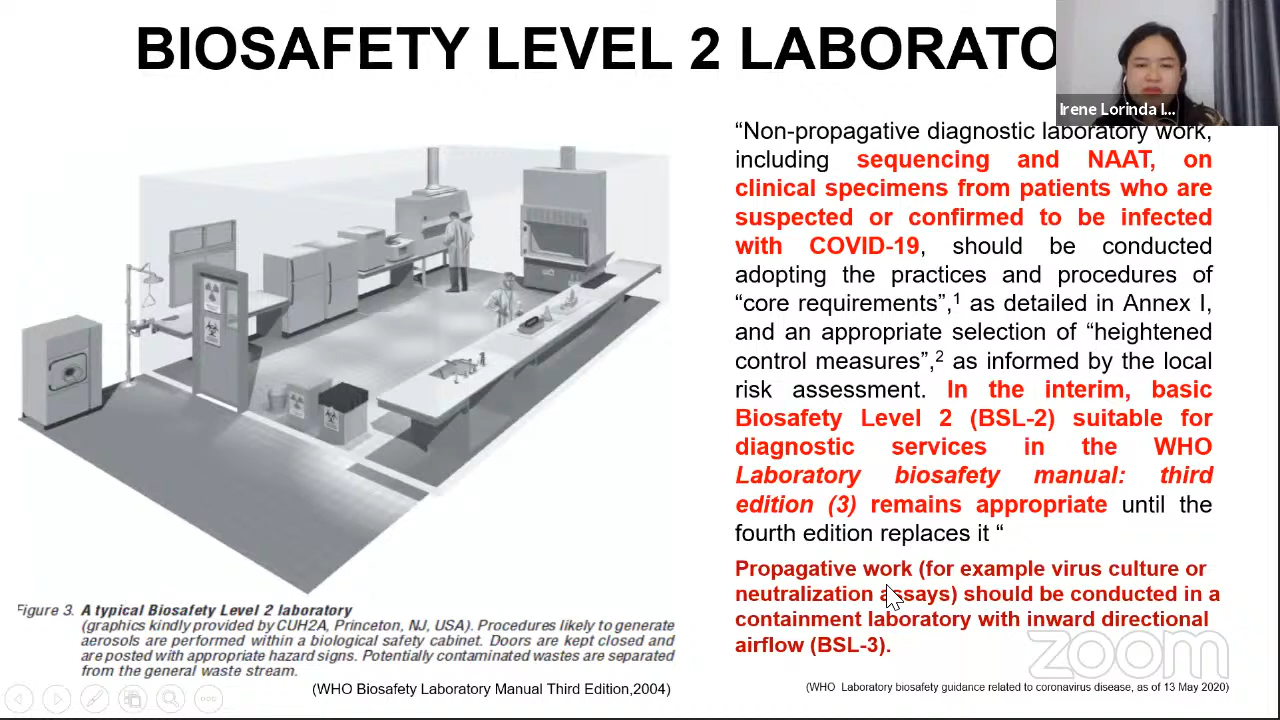 BIOSAFETY LEVEL 2 LABORATO
Irene Lorinda I...
“Non-propagative diagnostic laboratory work,
including sequencing and NAAT, on
clinical specimens from patients who are
suspected or confirmed to be infected
with COVID-19, should be conducted
adopting the practices and procedures of
“core requirements”,¹ as detailed in Annex I,
and an appropriate selection of “heightened
control measures”,² as informed by the local
risk assessment. In the interim, basic
Biosafety Level 2 (BSL-2) suitable for
diagnostic services in the WHO
Laboratory biosafety manual: third
edition (3) remains appropriate until the
fourth edition replaces it “
Propagative work (for example virus culture or
neutralization assays) should be conducted in a
containment laboratory with inward directional
airflow (BSL-3).
Figure 3. A typical Biosafety Level 2 laboratory
(graphics kindly provided by CUH2A, Princeton, NJ, USA). Procedures likely to generate
aerosols are performed within a biological safety cabinet. Doors are kept closed and
are posted with appropriate hazard signs. Potentially contaminated wastes are separated
from the general waste stream.
(WHO Biosafety Laboratory Manual Third Edition,2004)
(WHO Laboratory biosafety guidance related to coronavirus disease, as of 13 May 2020)
zoom